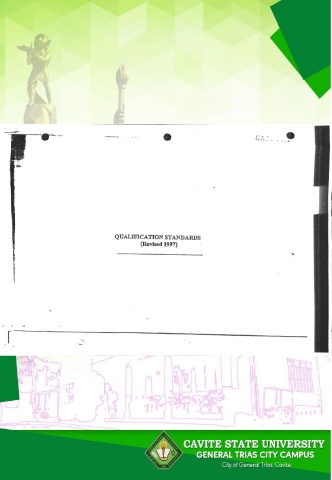 QUALIFICATION STANDARDS
(Revised 1997)
CAVITE STATE UNIVERSITY
GENERAL TRIAS CITY CAMPUS
City of General Trias, Cavite